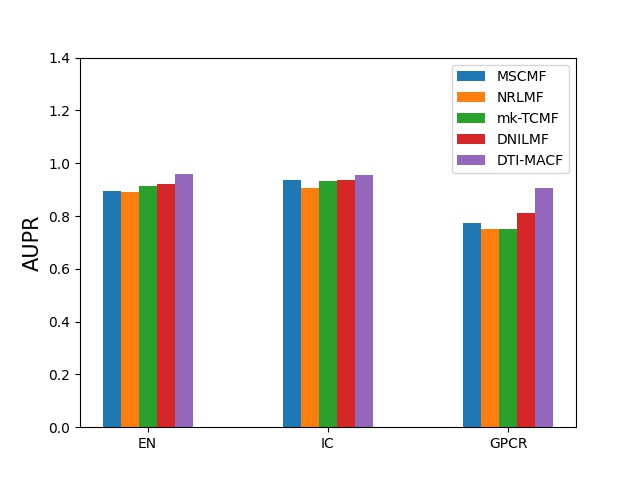 1.4
1.2
1.0
0.8
0.6
0.4
0.2
0.0
AUPR
EN
IC
GPCR
MSCMF
NRLMF
mk-TCMF
DNILMF
DTI-MACF